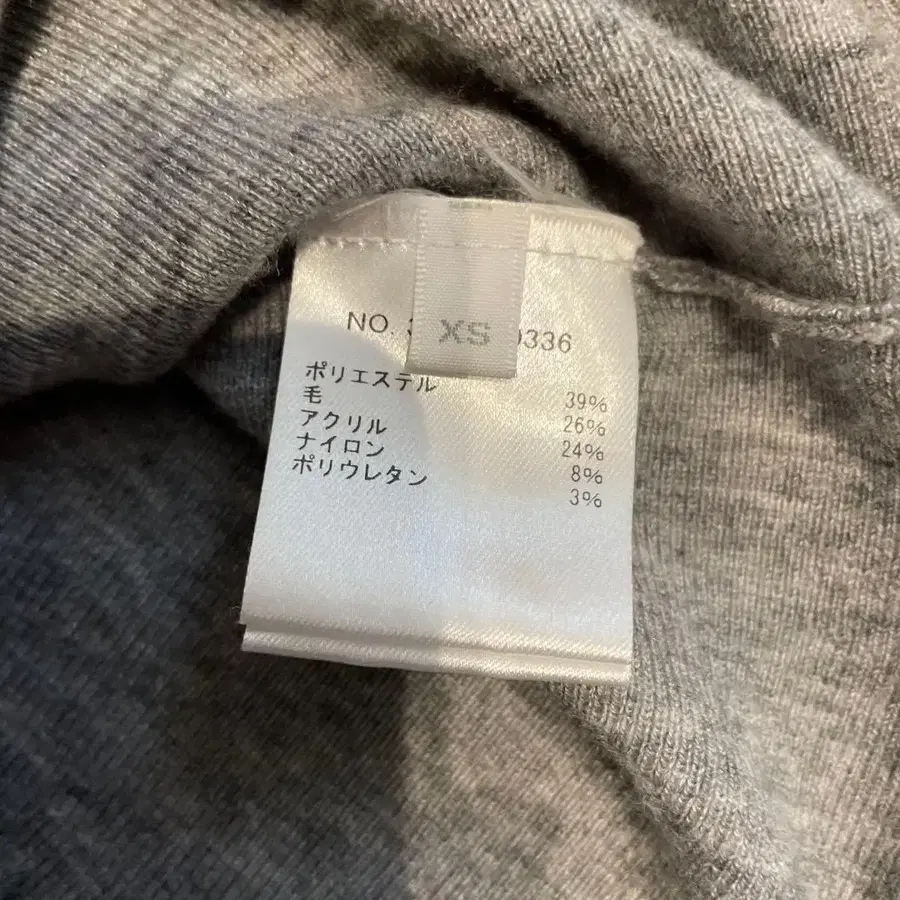 XS
NO. 336
ポリエステル 39%
毛 26%
アクリル 24%
ナイロン 8%
ポリウレタン 3%